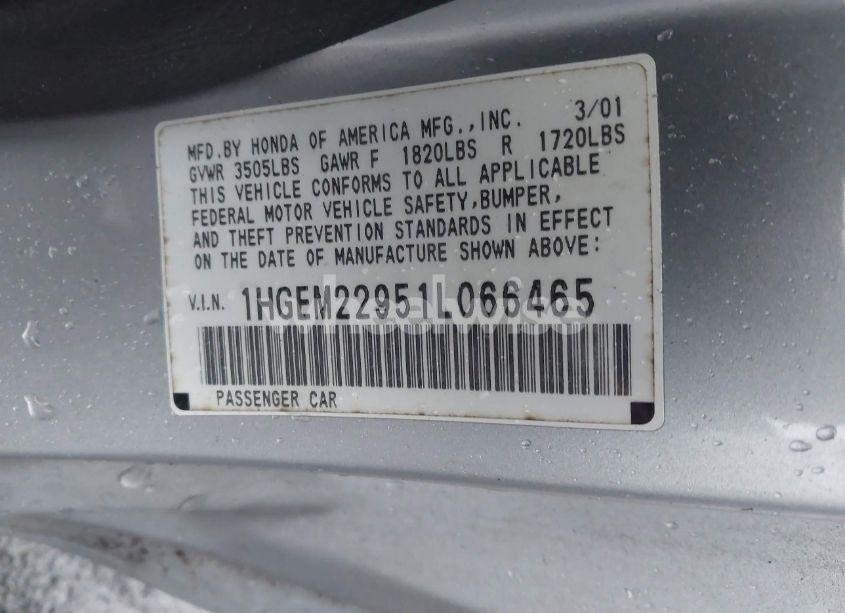 MFD.BY HONDA OF AMERICA MFG.,INC. 3/01
GVWR 3505LBS GAWR F 1820LBS R 1720LBS
THIS VEHICLE CONFORMS TO ALL APPLICABLE
FEDERAL MOTOR VEHICLE SAFETY,BUMPER,
AND THEFT PREVENTION STANDARDS IN EFFECT
ON THE DATE OF MANUFACTURE SHOWN ABOVE:
V.I.N. 1HGEM22951L066465
PASSENGER CAR